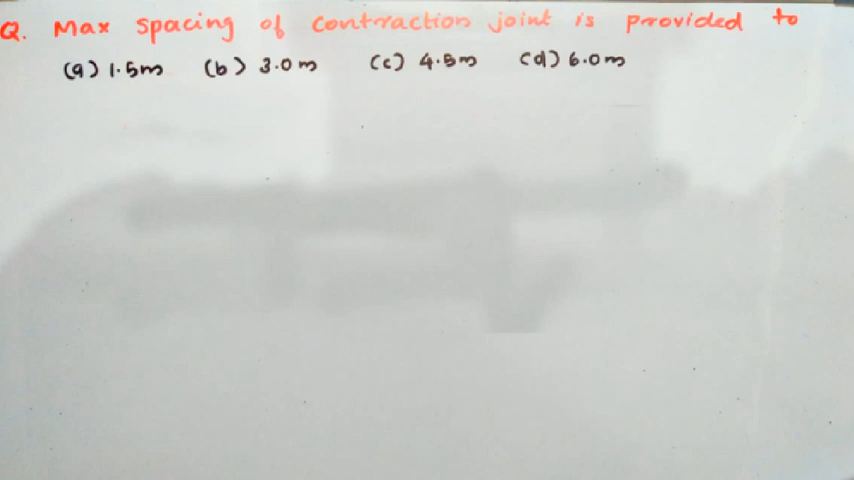 Q. Max spacing of contraction joint is provided to
(a) 1.5m (b) 3.0m (c) 4.5m (d) 6.0m